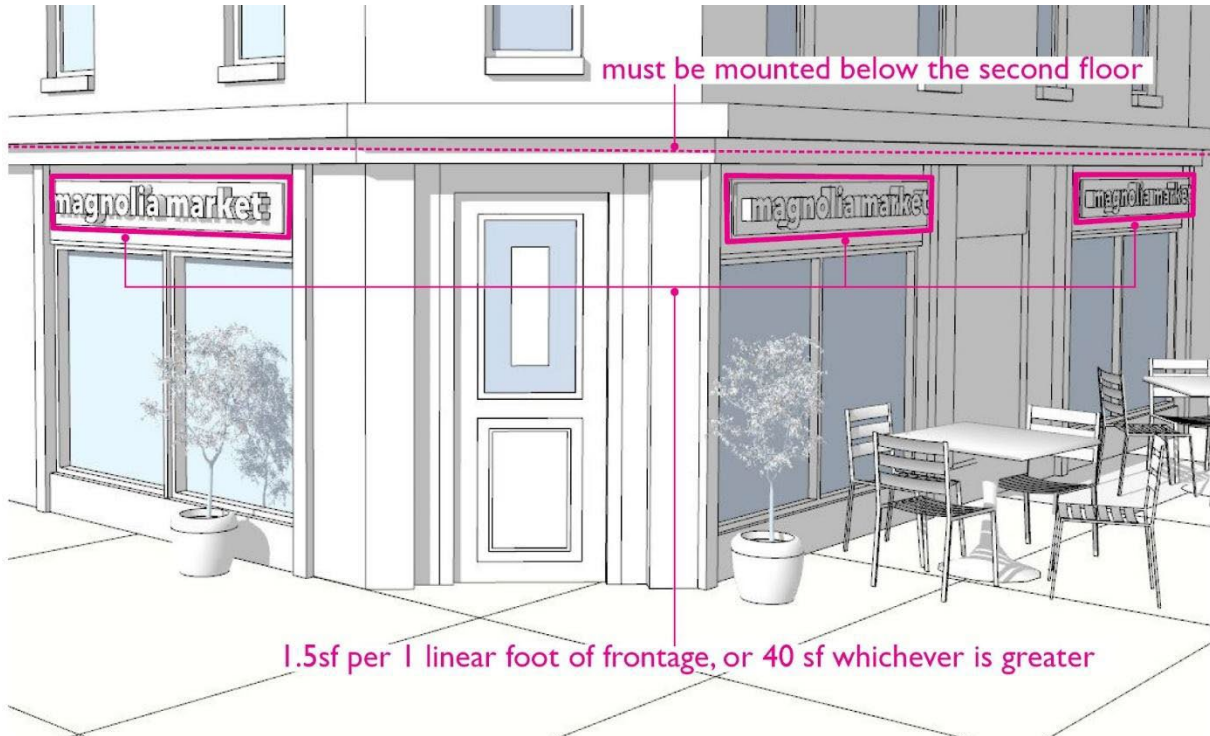 must be mounted below the second floor
magnolia market
magnolia market
magnolia market
1.5sf per 1 linear foot of frontage, or 40 sf whichever is greater